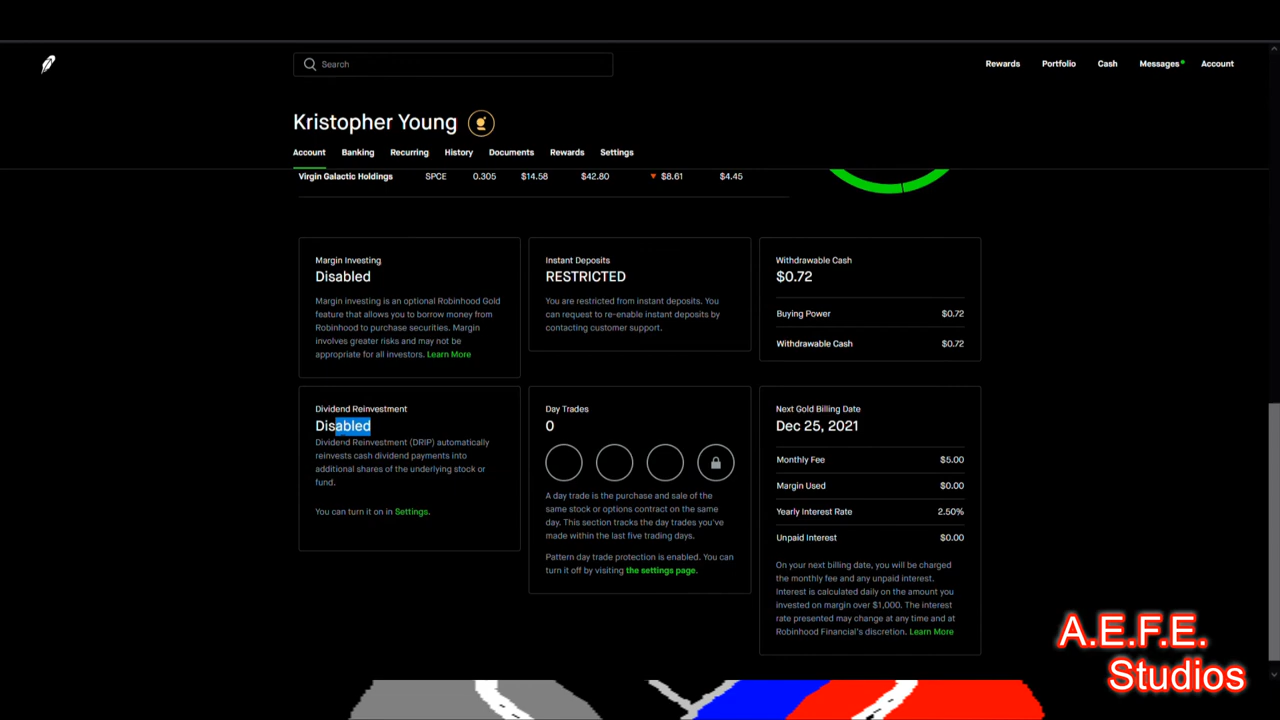 Search
Rewards Portfolio Cash Messages Account
Kristopher Young
Account Banking Recurring History Documents Rewards Settings
Virgin Galactic Holdings SPCE 0.305 $14.58 $42.80 $8.61 $4.45
Margin Investing
Disabled
Margin investing is an optional Robinhood Gold
feature that allows you to borrow money from
Robinhood to purchase securities. Margin
involves greater risks and may not be
appropriate for all investors. Learn More
Instant Deposits
RESTRICTED
You are restricted from instant deposits. You
can request to re-enable instant deposits by
contacting customer support.
Withdrawable Cash
$0.72
Buying Power $0.72
Withdrawable Cash $0.72
Dividend Reinvestment
Disabled
Dividend Reinvestment (DRIP) automatically
reinvests cash dividend payments into
additional shares of the underlying stock or
fund.
You can turn it on in Settings.
Day Trades
0
A day trade is the purchase and sale of the
same stock or options contract on the same
day. This section tracks the day trades you've
made within the last five trading days.
Pattern day trade protection is enabled. You can
turn it off by visiting the settings page.
Next Gold Billing Date
Dec 25, 2021
Monthly Fee $5.00
Margin Used $0.00
Yearly Interest Rate 2.50%
Unpaid Interest $0.00
On your next billing date, you will be charged
the monthly fee and any unpaid interest.
Interest is calculated daily on the amount you
invested on margin over $1,000. The interest
rate presented may change at any time and at
Robinhood Financial's discretion. Learn More
A.E.F.E.
Studios